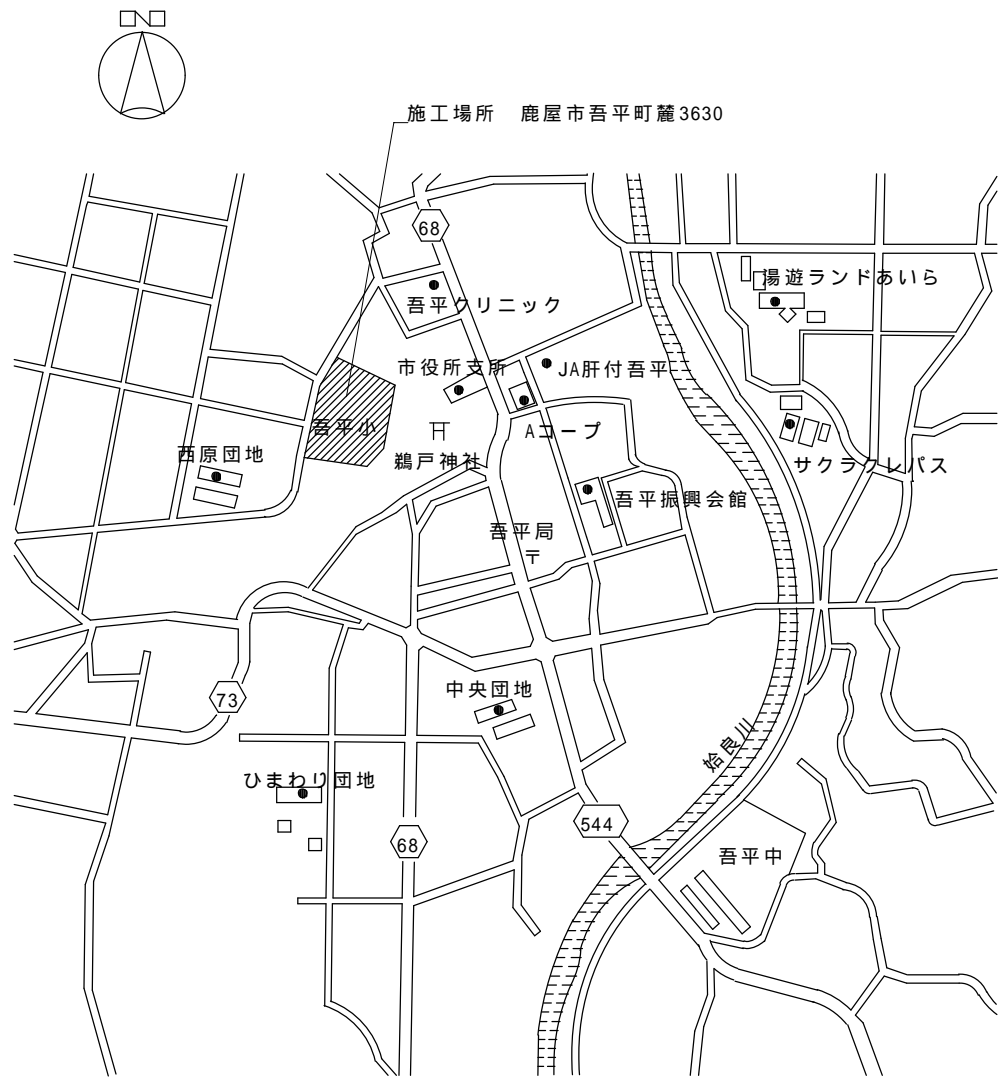 N
施工場所 鹿屋市吾平町麓3630
68
湯遊ランドあいら
吾平クリニック
市役所支所
JA肝付吾平
吾平小
Aコープ
西原団地
鵜戸神社
サクラクレパス
吾平振興会館
吾平局
〒
中央団地
73
姶良川
ひまわり団地
544
68
吾平中